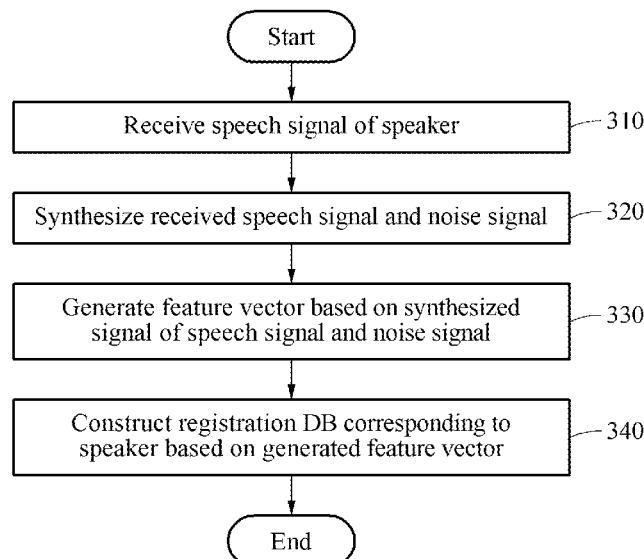 Start
Receive speech signal of speaker
310
Synthesize received speech signal and noise signal
320
Generate feature vector based on synthesized
signal of speech signal and noise signal
330
Construct registration DB corresponding to
speaker based on generated feature vector
340
End